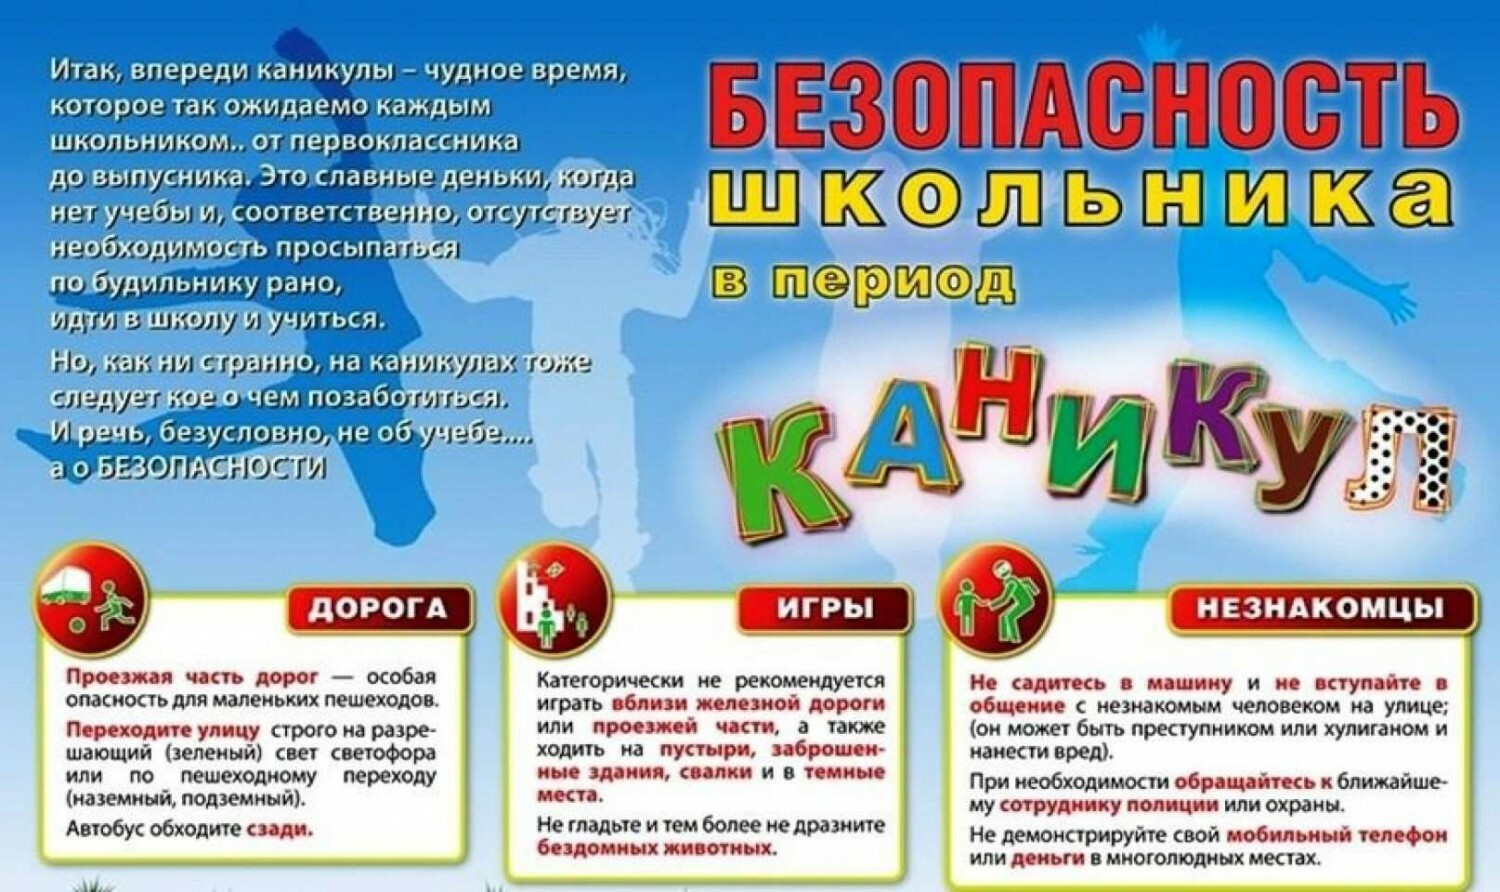 Итак, впереди каникулы – чудное время,
которое так ожидаемо каждым
школьником.. от первоклассника
до выпусника. Это славные деньки, когда
нет учебы и, соответственно, отсутствует
необходимость просыпаться
по будильнику рано,
идти в школу и учиться.
Но, как ни странно, на каникулах тоже
следует кое о чем позаботиться.
И речь, безусловно, не об учебе....
а о БЕЗОПАСНОСТИ
БЕЗОПАСНОСТЬ
школьника
в период
КАНИКУЛ
ДОРОГА
Проезжая часть дорог — особая
опасность для маленьких пешеходов.
Переходите улицу строго на разре-
шающий (зеленый) свет светофора
или по пешеходному переходу
(наземный, подземный).
Автобус обходите сзади.
ИГРЫ
Категорически не рекомендуется
играть вблизи железной дороги
или проезжей части, а также
ходить на пустыри, заброшен-
ные здания, свалки и в темные
места.
Не гладьте и тем более не дразните
бездомных животных.
НЕЗНАКОМЦЫ
Не садитесь в машину и не вступайте в
общение с незнакомым человеком на улице;
(он может быть преступником или хулиганом и
нанести вред).
При необходимости обращайтесь к ближайше-
му сотруднику полиции или охраны.
Не демонстрируйте свой мобильный телефон
или деньги в многолюдных местах.